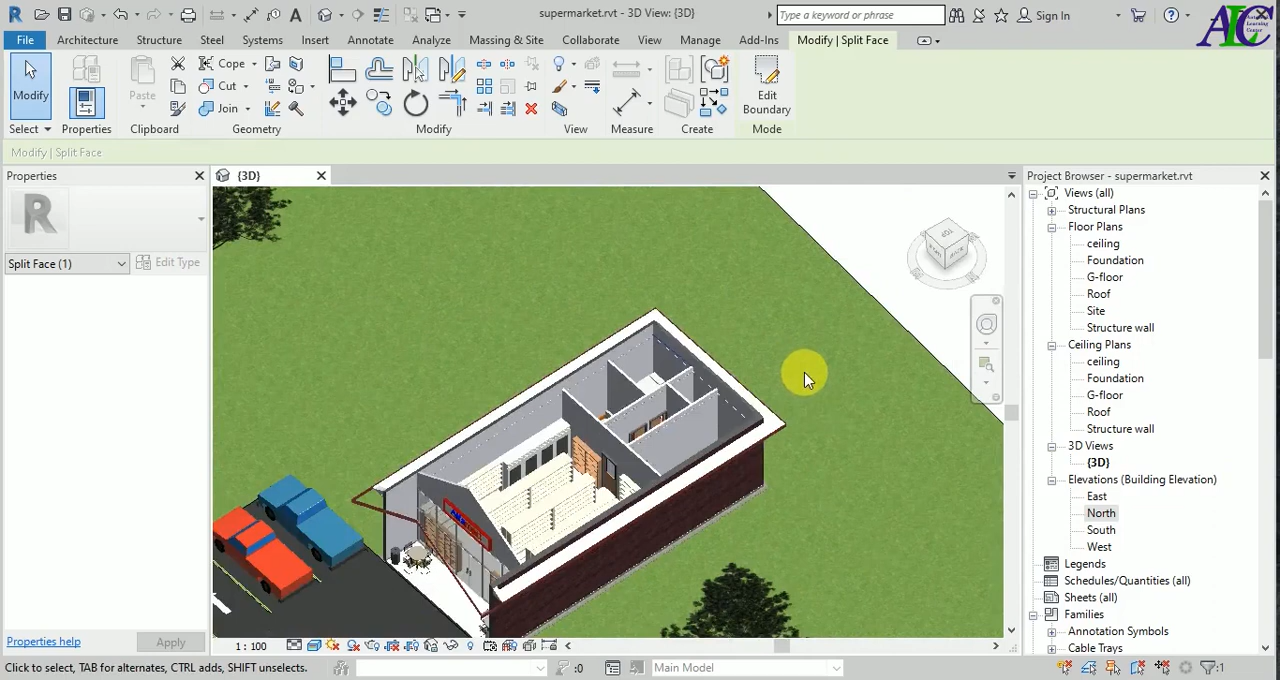 supermarket.rvt - 3D View: {3D}
Type a keyword or phrase
Sign In
ALC
File
Architecture
Structure
Steel
Systems
Insert
Annotate
Analyze
Massing & Site
Collaborate
View
Manage
Add-Ins
Modify | Split Face
Modify
Paste
Cope
Cut
Join
Edit
Boundary
Select
Properties
Clipboard
Geometry
Modify
View
Measure
Create
Mode
Modify | Split Face
Properties
Split Face (1)
Edit Type
Properties help
Apply
{3D}
1 : 100
Project Browser - supermarket.rvt
Views (all)
Structural Plans
Floor Plans
ceiling
Foundation
G-floor
Roof
Site
Structure wall
Ceiling Plans
ceiling
Foundation
G-floor
Roof
Structure wall
3D Views
{3D}
Elevations (Building Elevation)
East
North
South
West
Legends
Schedules/Quantities (all)
Sheets (all)
Families
Annotation Symbols
Cable Trays
Click to select, TAB for alternates, CTRL adds, SHIFT unselects.
:0
Main Model
:1